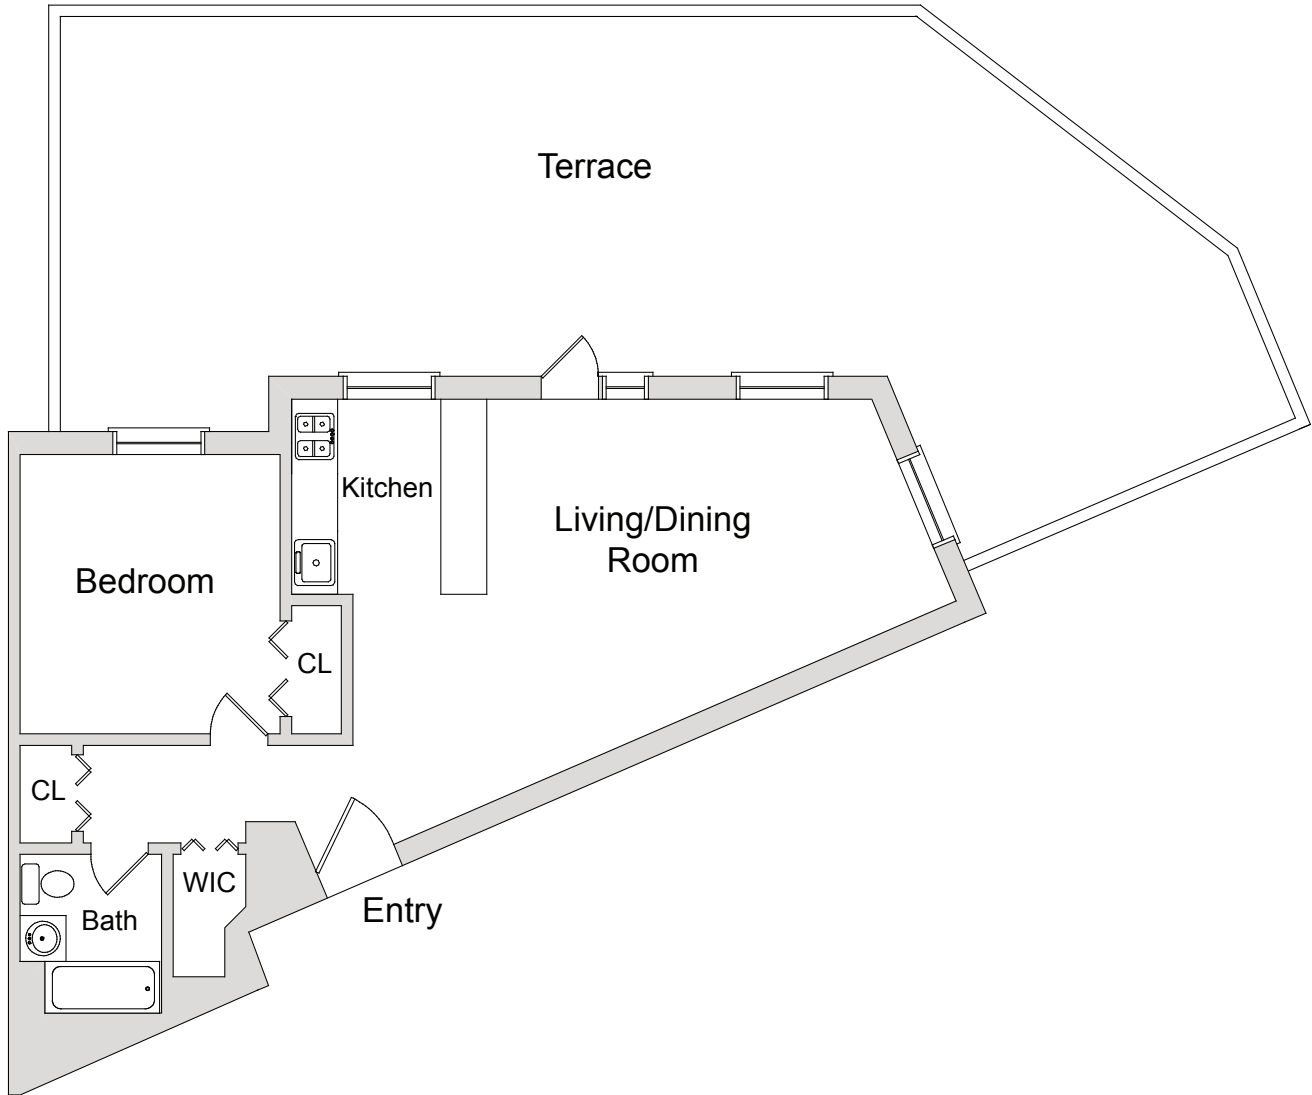 Terrace
Kitchen
Living/Dining
Room
Bedroom
CL
CL
WIC
Bath
Entry